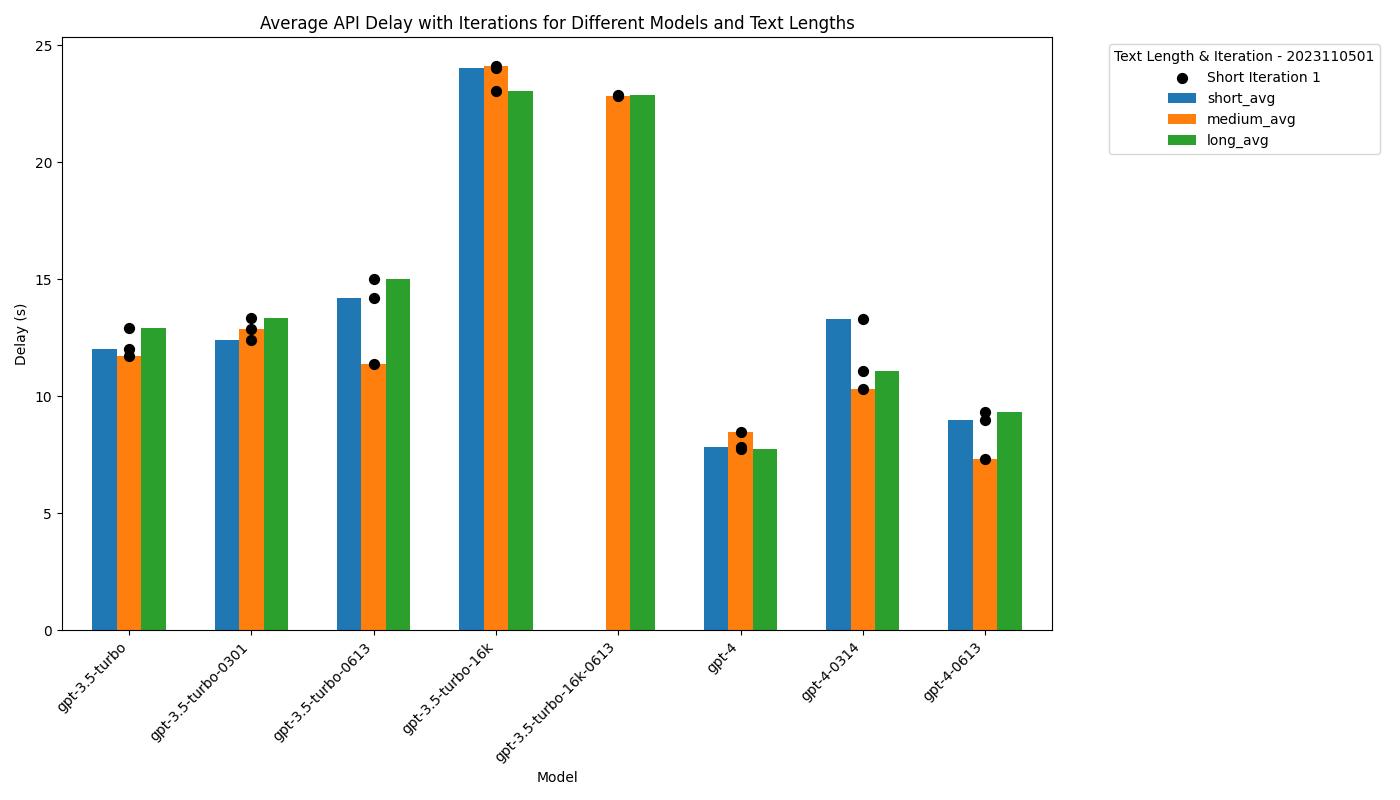 Average API Delay with Iterations for Different Models and Text Lengths
Text Length & Iteration - 2023110501
Short Iteration 1
short_avg
medium_avg
long_avg
Delay (s)
25
20
15
10
5
0
gpt-3.5-turbo
gpt-3.5-turbo-0301
gpt-3.5-turbo-0613
gpt-3.5-turbo-16k
gpt-3.5-turbo-16k-0613
gpt-4
gpt-4-0314
gpt-4-0613
Model